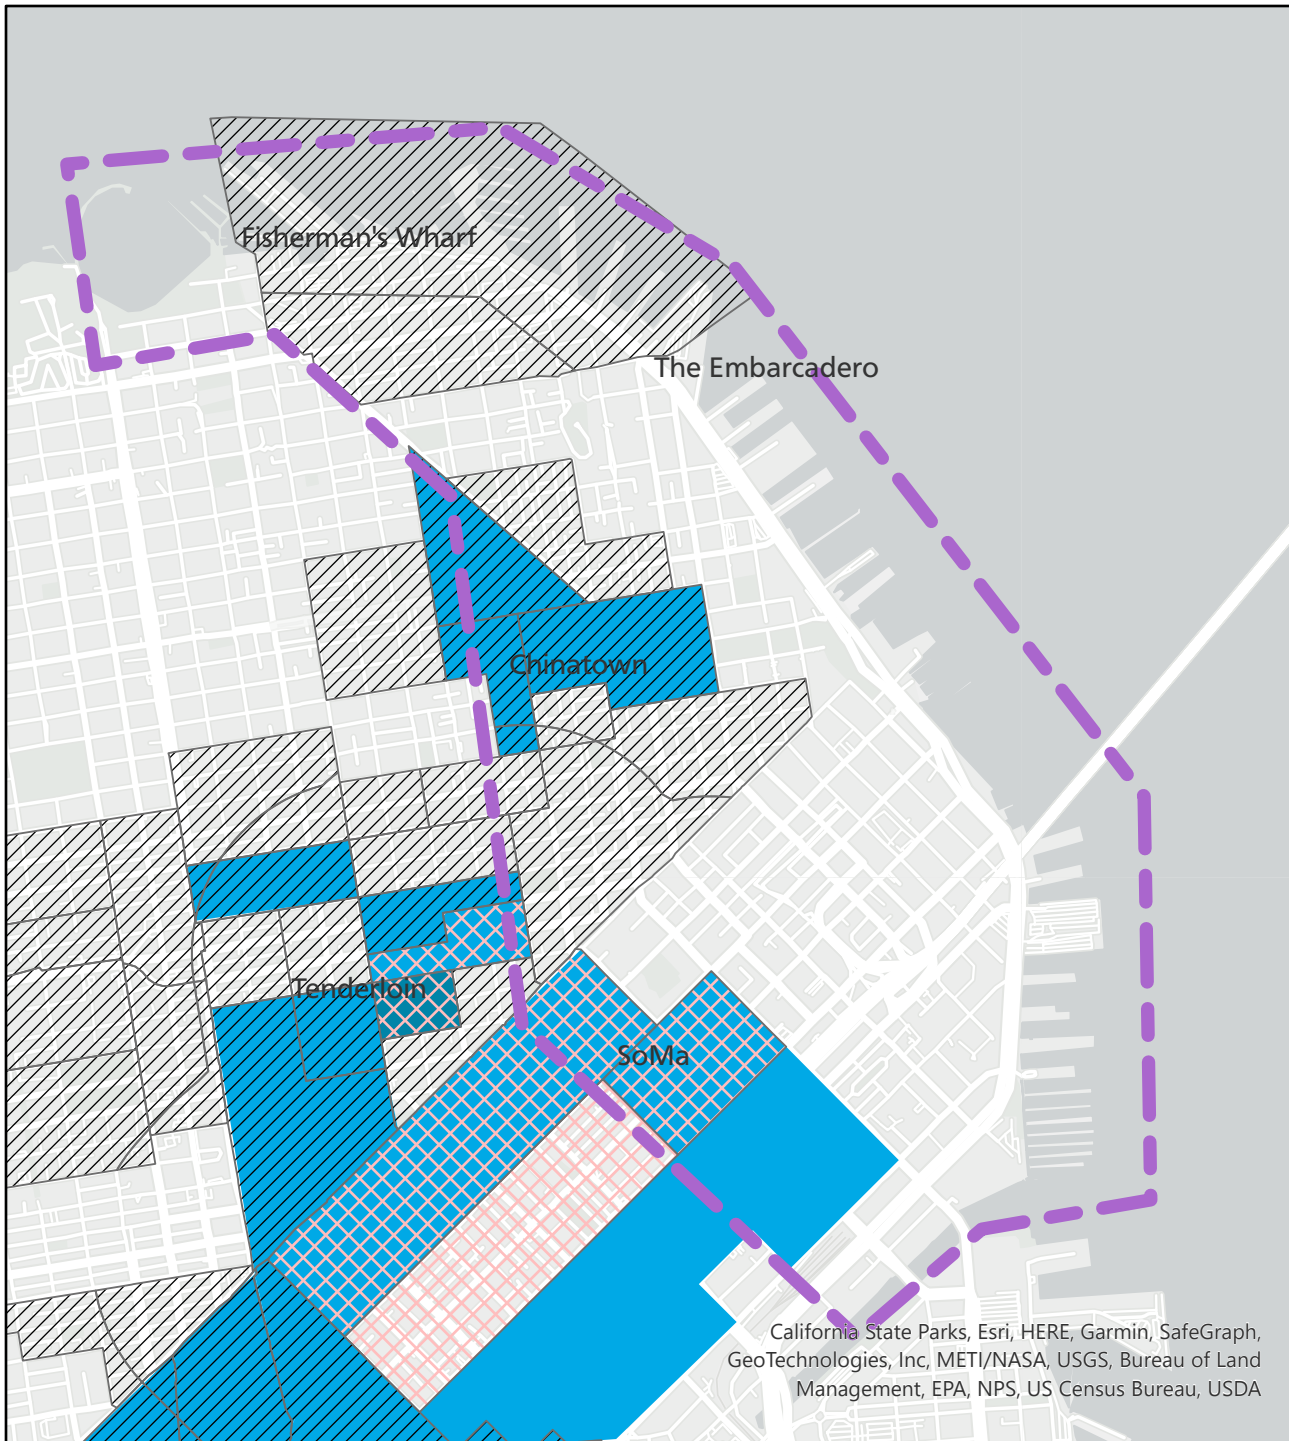 Fisherman's Wharf
The Embarcadero
Chinatown
Tenderloin
SoMa
California State Parks, Esri, HERE, Garmin, SafeGraph,
GeoTechnologies, Inc, METI/NASA, USGS, Bureau of Land
Management, EPA, NPS, US Census Bureau, USDA